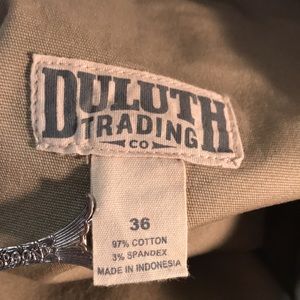 DULUTH
TRADING
CO
36
97% COTTON
3% SPANDEX
MADE IN INDONESIA